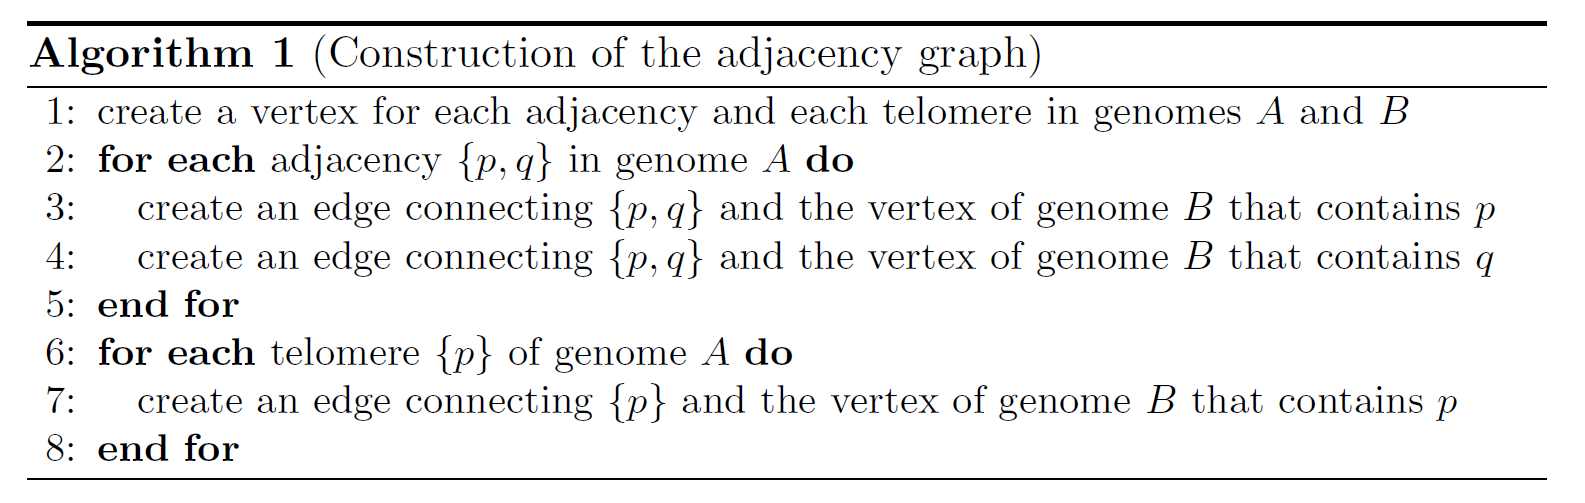 Algorithm 1 (Construction of the adjacency graph)
1: create a vertex for each adjacency and each telomere in genomes A and B
2: for each adjacency {p, q} in genome A do
3: create an edge connecting {p, q} and the vertex of genome B that contains p
4: create an edge connecting {p, q} and the vertex of genome B that contains q
5: end for
6: for each telomere {p} of genome A do
7: create an edge connecting {p} and the vertex of genome B that contains p
8: end for